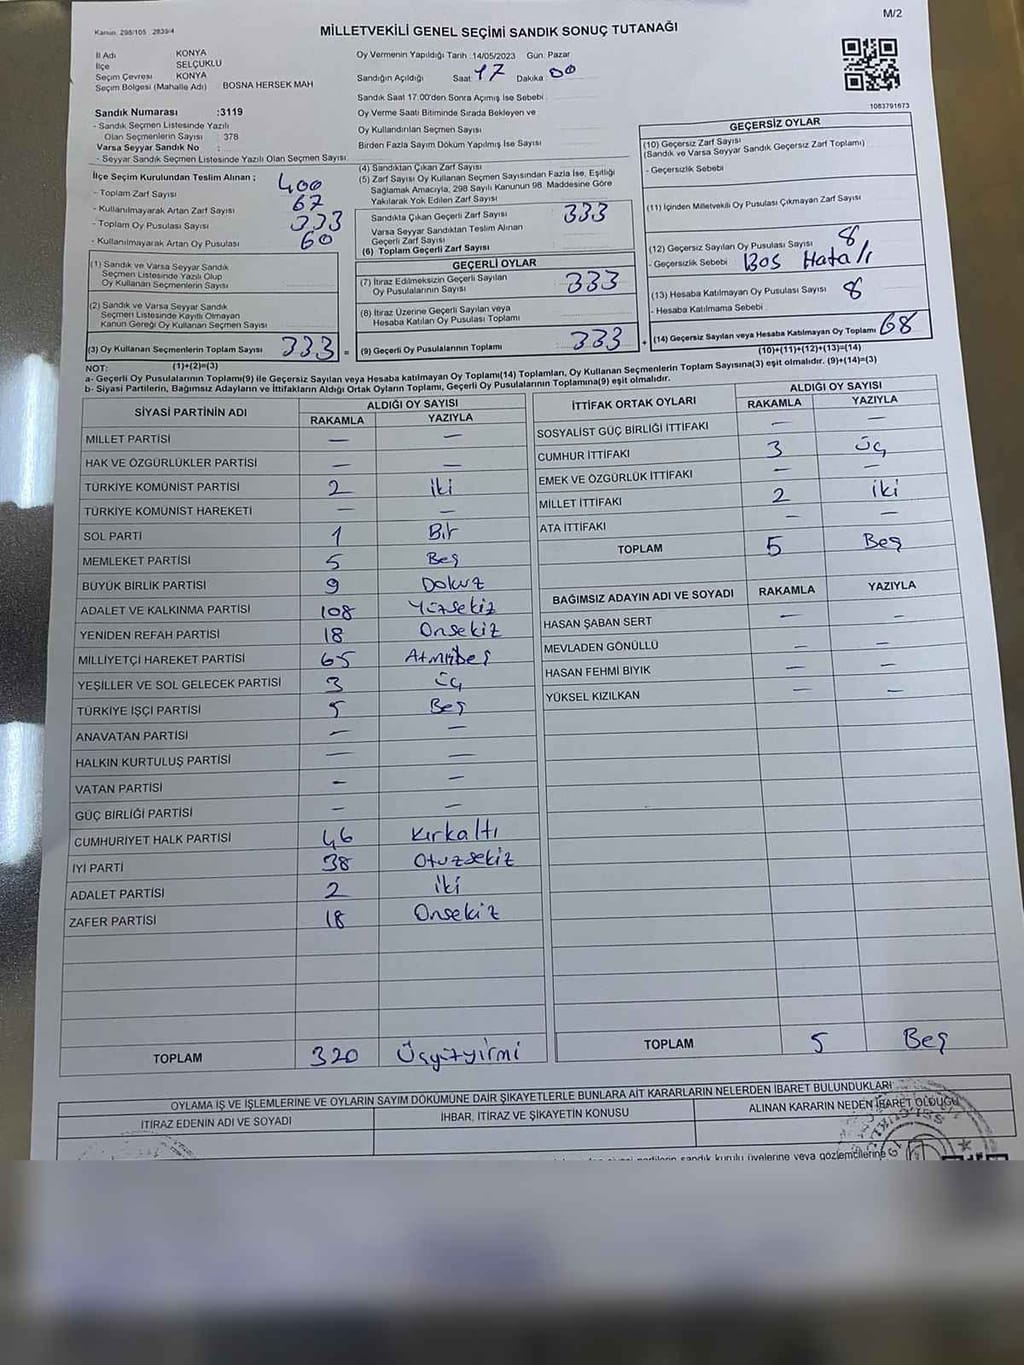 M/2
Kanun 298/105 2839/4
MİLLETVEKİLİ GENEL SEÇİMİ SANDIK SONUÇ TUTANAĞI
İl Adı KONYA
İlçe SELÇUKLU
Seçim Çevresi KONYA
Seçim Bölgesi (Mahalle Adı) BOSNA HERSEK MAH
Sandık Numarası :3119
- Sandık Seçmen Listesinde Yazılı
Olan Seçmenlerin Sayısı 378
Varsa Seyyar Sandık No :
- Seyyar Sandık Seçmen Listesinde Yazılı Olan Seçmen Sayısı
Oy Vermenin Yapıldığı Tarih :14/05/2023 Gün: Pazar
Sandığın Açıldığı Saat 17 Dakika 00
Sandık Saat 17.00'den Sonra Açımış İse Sebebi
Oy Verme Saati Bitiminde Sırada Bekleyen ve
Oy Kullandırılan Seçmen Sayısı
Birden Fazla Sayım Döküm Yapılmış İse Sayısı
1083791673
İlçe Seçim Kurulundan Teslim Alınan ;
- Toplam Zarf Sayısı 400
- Kullanılmayarak Artan Zarf Sayısı 67
- Toplam Oy Pusulası Sayısı 333
- Kullanılmayarak Artan Oy Pusulası 60
(1) Sandık ve Varsa Seyyar Sandık
Seçmen Listesinde Yazılı Olup
Oy Kullanan Seçmenlerin Sayısı
(2) Sandık ve Varsa Seyyar Sandık
Seçmen Listesinde Kayıtlı Olmayan
Kanun Gereği Oy Kullanan Seçmen Sayısı
(3) Oy Kullanan Seçmenlerin Toplam Sayısı 333 =
(1)+(2)=(3)
(4) Sandıktan Çıkan Zarf Sayısı
(5) Zarf Sayısı Oy Kullanan Seçmen Sayısından Fazla İse, Eşitliği
Sağlamak Amacıyla, 298 Sayılı Kanunun 98. Maddesine Göre
Yakılarak Yok Edilen Zarf Sayısı
Sandıkta Çıkan Geçerli Zarf Sayısı 333
Varsa Seyyar Sandıktan Teslim Alınan
Geçerli Zarf Sayısı
(6) Toplam Geçerli Zarf Sayısı
GEÇERLİ OYLAR
(7) İtiraz Edilmeksizin Geçerli Sayılan
Oy Pusulalarının Sayısı 333
(8) İtiraz Üzerine Geçerli Sayılan veya
Hesaba Katılan Oy Pusulası Toplamı
(9) Geçerli Oy Pusulalarının Toplamı 333 +
GEÇERSİZ OYLAR
(10) Geçersiz Zarf Sayısı
(Sandık ve Varsa Seyyar Sandık Geçersiz Zarf Toplamı)
- Geçersizlik Sebebi
(11) İçinden Milletvekili Oy Pusulası Çıkmayan Zarf Sayısı
(12) Geçersiz Sayılan Oy Pusulası Sayısı 8
- Geçersizlik Sebebi Boş Hatalı
(13) Hesaba Katılmayan Oy Pusulası Sayısı 8
- Hesaba Katılmama Sebebi
(14) Geçersiz Sayılan veya Hesaba Katılmayan Oy Toplamı 68
(10)+(11)+(12)+(13)=(14)
NOT:
a- Geçerli Oy Pusulalarının Toplamı(9) ile Geçersiz Sayılan veya Hesaba katılmayan Oy Toplamı(14) Toplamları, Oy Kullanan Seçmenlerin Toplam Sayısına(3) eşit olmalıdır. (9)+(14)=(3)
b- Siyasi Partilerin, Bağımsız Adayların ve İttifakların Aldığı Ortak Oyların Toplamı, Geçerli Oy Pusulalarının Toplamına(9) eşit olmalıdır.
SİYASİ PARTİNİN ADI ALDIĞI OY SAYISI
RAKAMLA YAZIYLA
MİLLET PARTİSİ — —
HAK VE ÖZGÜRLÜKLER PARTİSİ — —
TÜRKİYE KOMÜNİST PARTİSİ 2 iki
TÜRKİYE KOMÜNİST HAREKETİ — —
SOL PARTİ 1 Bir
MEMLEKET PARTİSİ 5 Beş
BÜYÜK BİRLİK PARTİSİ 9 Dokuz
ADALET VE KALKINMA PARTİSİ 108 Yüzsekiz
YENİDEN REFAH PARTİSİ 18 Onsekiz
MİLLİYETÇİ HAREKET PARTİSİ 65 Atmışbeş
YEŞİLLER VE SOL GELECEK PARTİSİ 3 üç
TÜRKİYE İŞÇİ PARTİSİ 5 Beş
ANAVATAN PARTİSİ — —
HALKIN KURTULUŞ PARTİSİ — —
VATAN PARTİSİ — —
GÜÇ BİRLİĞİ PARTİSİ — —
CUMHURİYET HALK PARTİSİ 46 Kırkaltı
İYİ PARTİ 38 Otuzsekiz
ADALET PARTİSİ 2 iki
ZAFER PARTİSİ 18 Onsekiz
TOPLAM 320 Üçyüzyirmi
İTTİFAK ORTAK OYLARI ALDIĞI OY SAYISI
RAKAMLA YAZIYLA
SOSYALİST GÜÇ BİRLİĞİ İTTİFAKI — —
CUMHUR İTTİFAKI 3 üç
EMEK VE ÖZGÜRLÜK İTTİFAKI — —
MİLLET İTTİFAKI 2 iki
ATA İTTİFAKI — —
TOPLAM 5 Beş
BAĞIMSIZ ADAYIN ADI VE SOYADI RAKAMLA YAZIYLA
HASAN ŞABAN SERT — —
MEVLADEN GÖNÜLLÜ — —
HASAN FEHMİ BIYIK — —
YÜKSEL KIZILKAN — —
TOPLAM 5 Beş
OYLAMA İŞ VE İŞLEMLERİNE VE OYLARIN SAYIM DÖKÜMÜNE DAİR ŞİKAYETLERLE BUNLARA AİT KARARLARIN NELERDEN İBARET BULUNDUKLARI
İTİRAZ EDENİN ADI VE SOYADI İHBAR, İTİRAZ VE ŞİKAYETİN KONUSU ALINAN KARARIN NEDEN İBARET OLDUĞU
sandık kurulu üyelerine veya gözlemcilerine